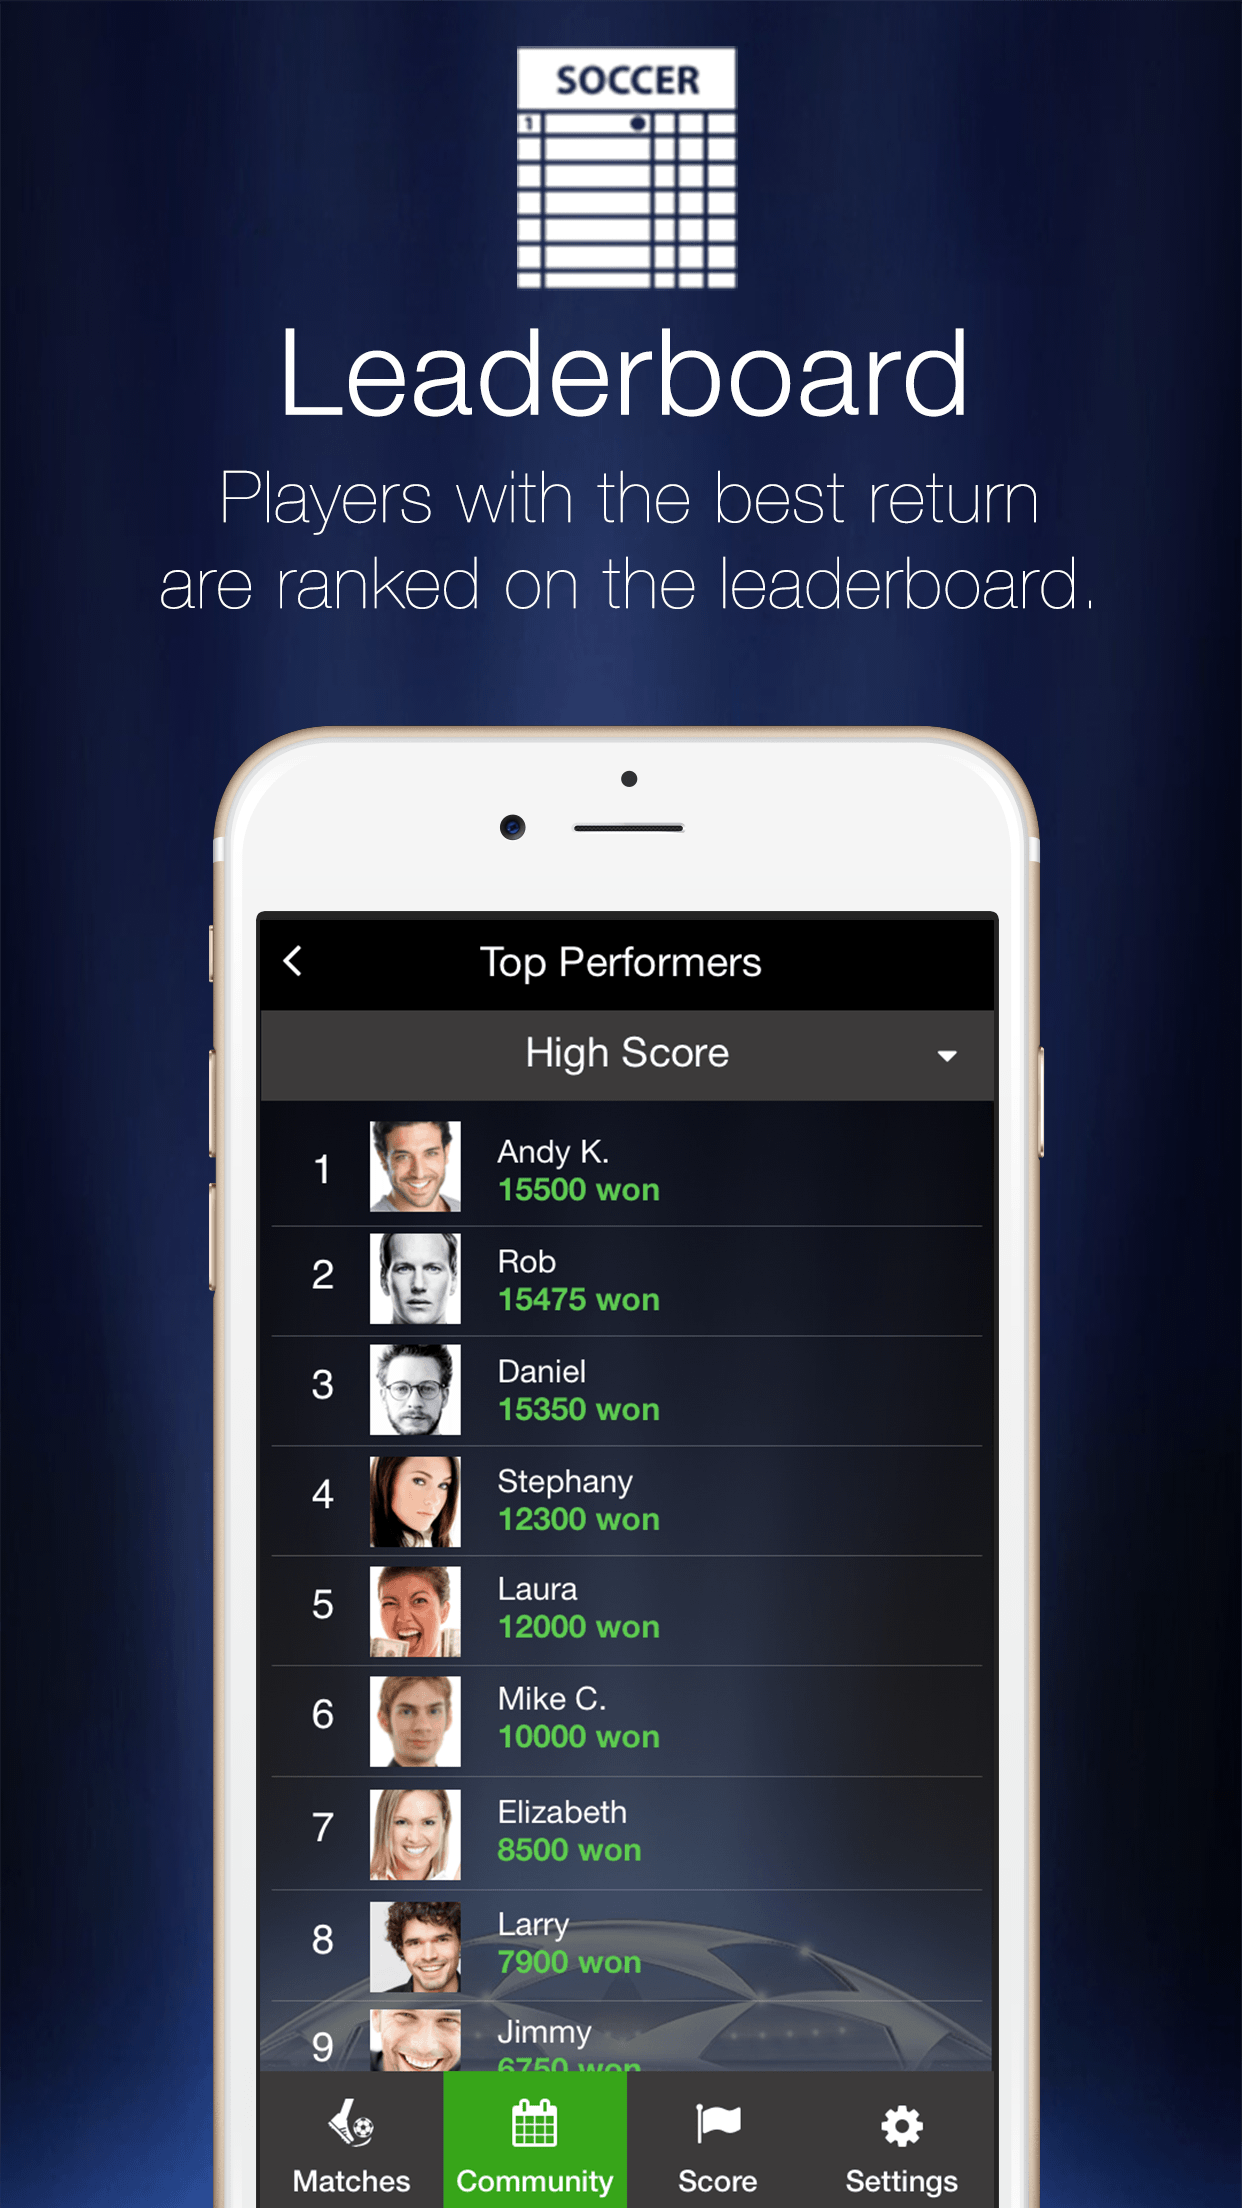 SOCCER
1
Leaderboard
Players with the best return
are ranked on the leaderboard.
Top Performers
High Score
1
Andy K.
15500 won
2
Rob
15475 won
3
Daniel
15350 won
4
Stephany
12300 won
5
Laura
12000 won
6
Mike C.
10000 won
7
Elizabeth
8500 won
8
Larry
7900 won
9
Jimmy
6750 won
Matches Community Score Settings